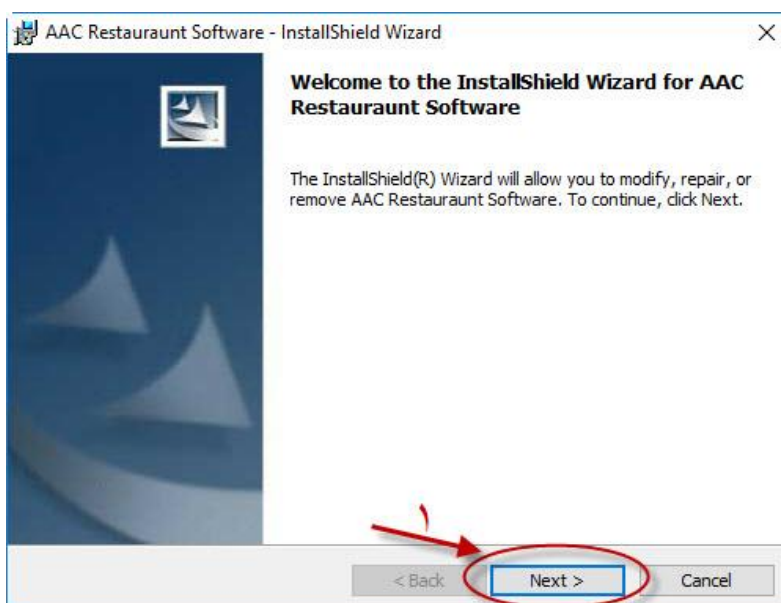 AAC Restauraunt Software - InstallShield Wizard
Welcome to the InstallShield Wizard for AAC
Restauraunt Software
The InstallShield(R) Wizard will allow you to modify, repair, or
remove AAC Restauraunt Software. To continue, click Next.
۱
< Back Next > Cancel